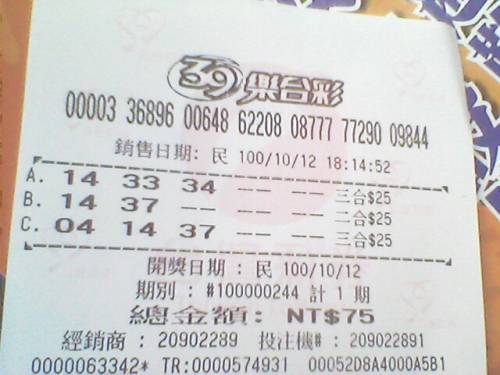 39樂合彩
00003 36896 00648 62208 08777 77290 09844
銷售日期: 民 100/10/12 18:14:52
A. 14 33 34 -- -- 三合$25
B. 14 37 -- -- -- 二合$25
C. 04 14 37 -- -- 三合$25
開獎日期 : 民 100/10/12
期別 : #100000244 計 1 期
總金額: NT$75
經銷商 : 20902289 投注機# : 209022891
0000063342* TR:0000574931 00052D8A4000A5B1